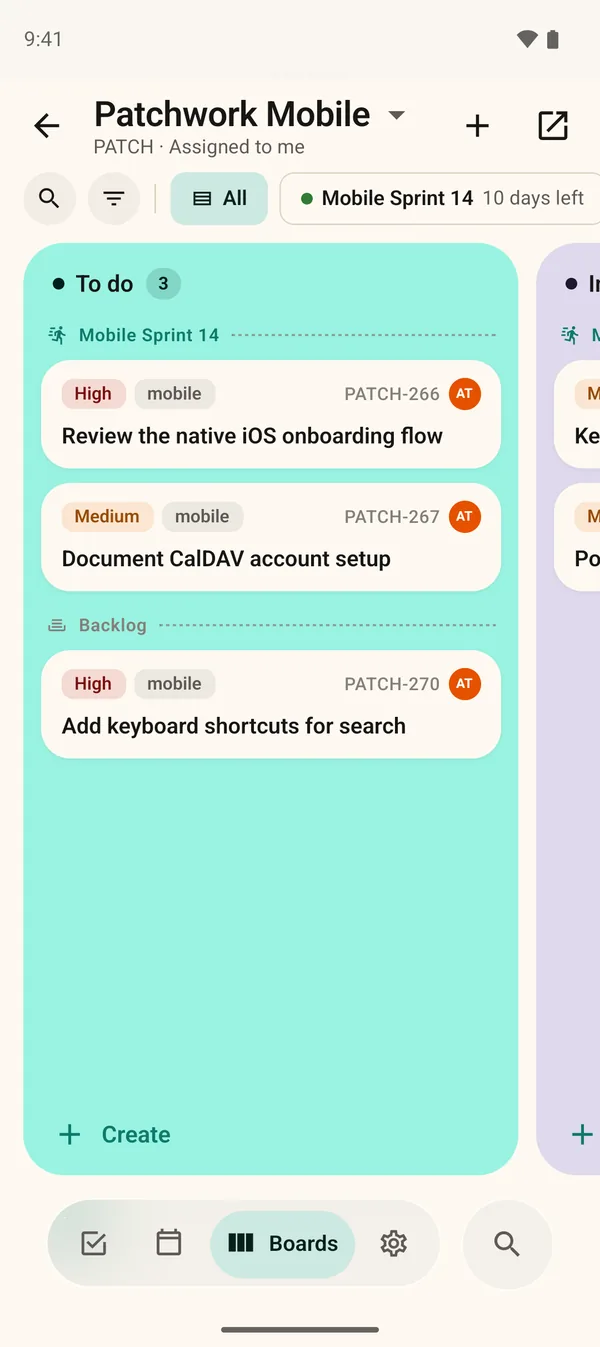 9:41
Patchwork Mobile
PATCH · Assigned to me
All
Mobile Sprint 14 10 days left
To do 3
Mobile Sprint 14
High mobile PATCH-266 AT
Review the native iOS onboarding flow
Medium mobile PATCH-267 AT
Document CalDAV account setup
Backlog
High mobile PATCH-270 AT
Add keyboard shortcuts for search
Create
Boards